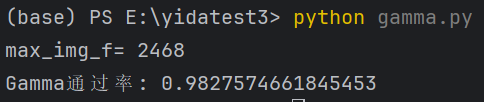 (base) PS E:\yidatest3> python gamma.py
max_img_f= 2468
Gamma通过率: 0.9827574661845453